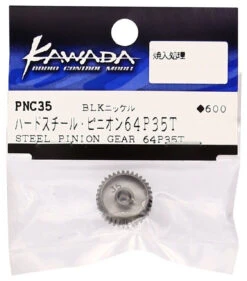 KAWADA
RADIO CONTROL MODEL
焼入処理
PNC35
BLKニッケル
◆600
ハードスチール・ピニオン64P35T
STEEL PINION GEAR 64P35T